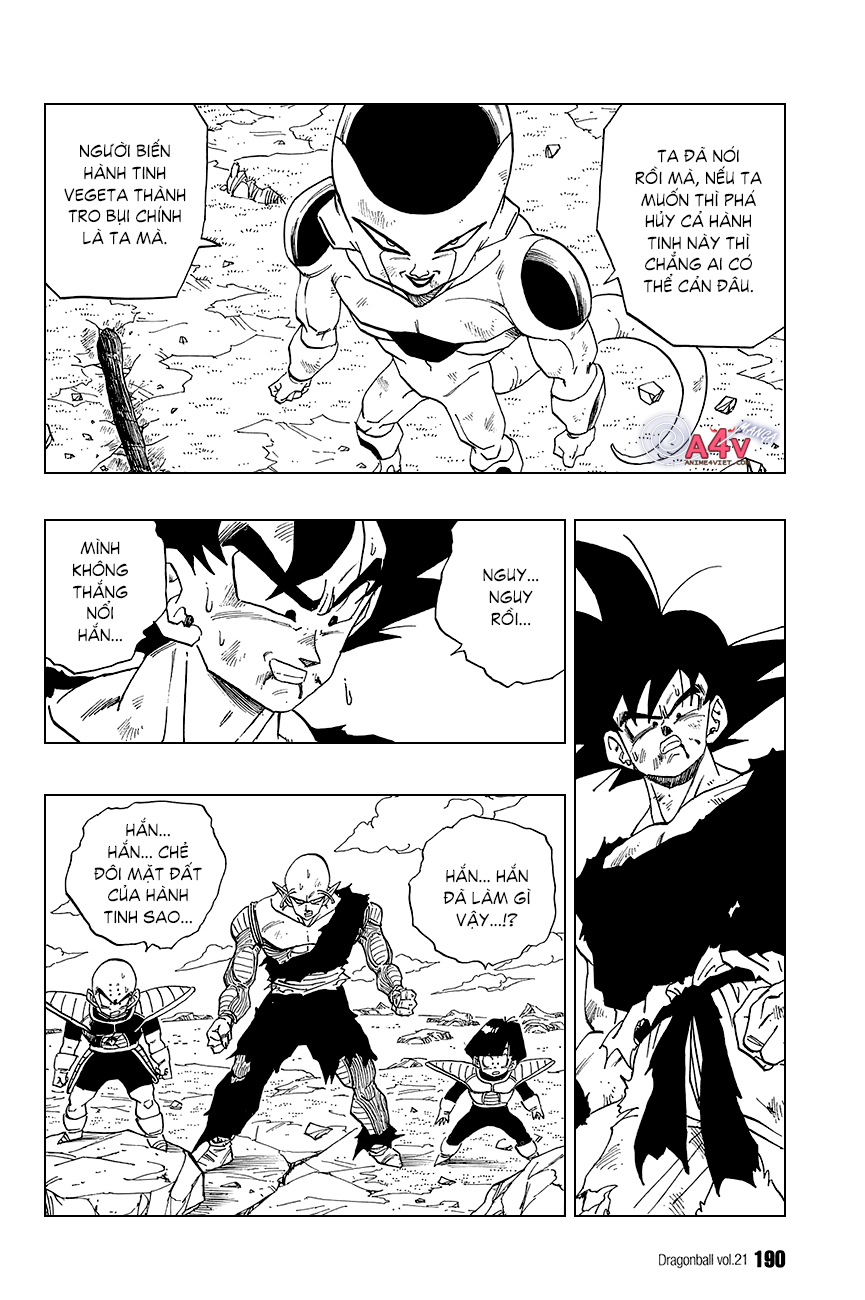 TA ĐÃ NÓI
RỒI MÀ, NẾU TA
MUỐN THÌ PHÁ
HỦY CẢ HÀNH
TINH NÀY THÌ
CHẲNG AI CÓ
THỂ CẢN ĐÂU.
NGƯỜI BIẾN
HÀNH TINH
VEGETA THÀNH
TRO BỤI CHÍNH
LÀ TA MÀ.
MANGA
A4V
ANIME4VIET.COM
NGUY...
NGUY
RỒI...
MÌNH
KHÔNG
THẮNG
NỔI
HẮN...
HẮN... HẮN
ĐÃ LÀM GÌ
VẬY...!?
HẮN...
HẮN... CHẺ
ĐÔI MẶT ĐẤT
CỦA HÀNH
TINH SAO...
Dragonball vol.21 190